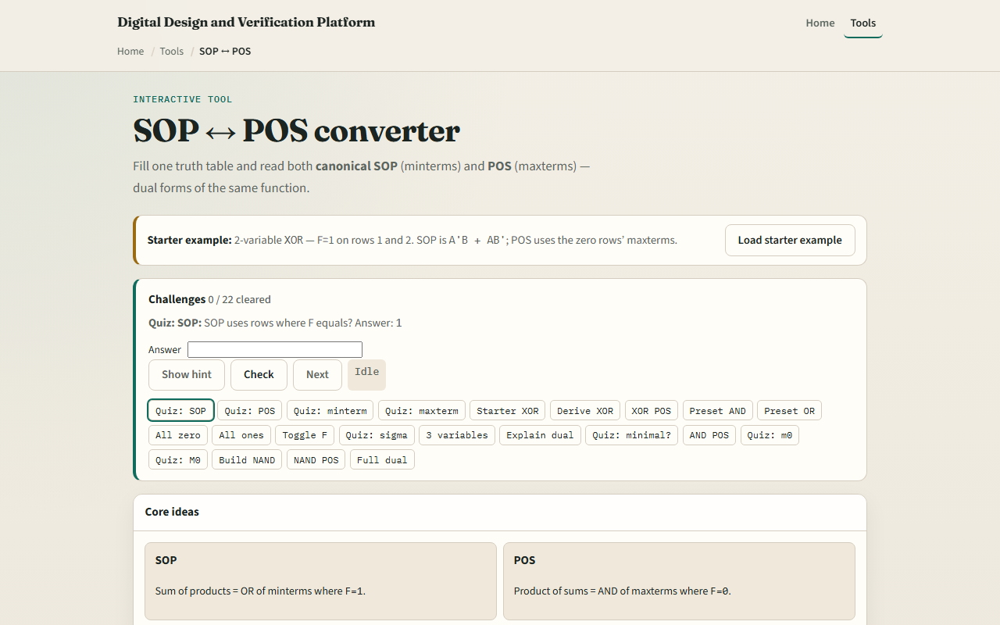 Digital Design and Verification Platform
Home Tools
Home / Tools / SOP ↔ POS
INTERACTIVE TOOL
SOP ↔ POS converter
Fill one truth table and read both canonical SOP (minterms) and POS (maxterms) —
dual forms of the same function.
Starter example: 2-variable XOR — F=1 on rows 1 and 2. SOP is A'B + AB'; POS uses the zero rows’ maxterms.
Load starter example
Challenges 0 / 22 cleared
Quiz: SOP: SOP uses rows where F equals? Answer: 1
Answer
Show hint Check Next Idle
Quiz: SOP Quiz: POS Quiz: minterm Quiz: maxterm Starter XOR Derive XOR XOR POS Preset AND Preset OR
All zero All ones Toggle F Quiz: sigma 3 variables Explain dual Quiz: minimal? AND POS Quiz: m0
Quiz: M0 Build NAND NAND POS Full dual
Core ideas
SOP
Sum of products = OR of minterms where F=1.
POS
Product of sums = AND of maxterms where F=0.